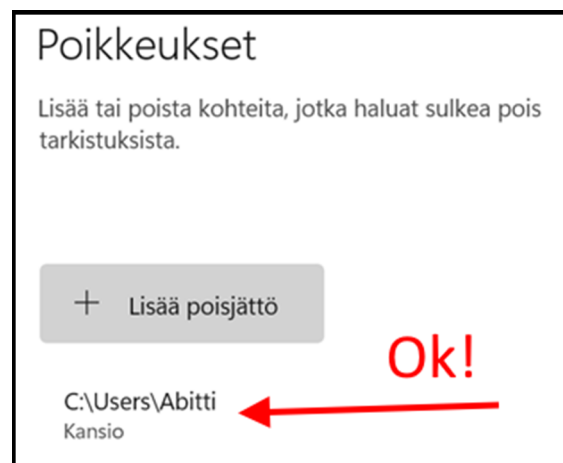 Poikkeukset
Lisää tai poista kohteita, jotka haluat sulkea pois
tarkistuksista.
+ Lisää poisjättö
Ok!
C:\Users\Abitti
Kansio